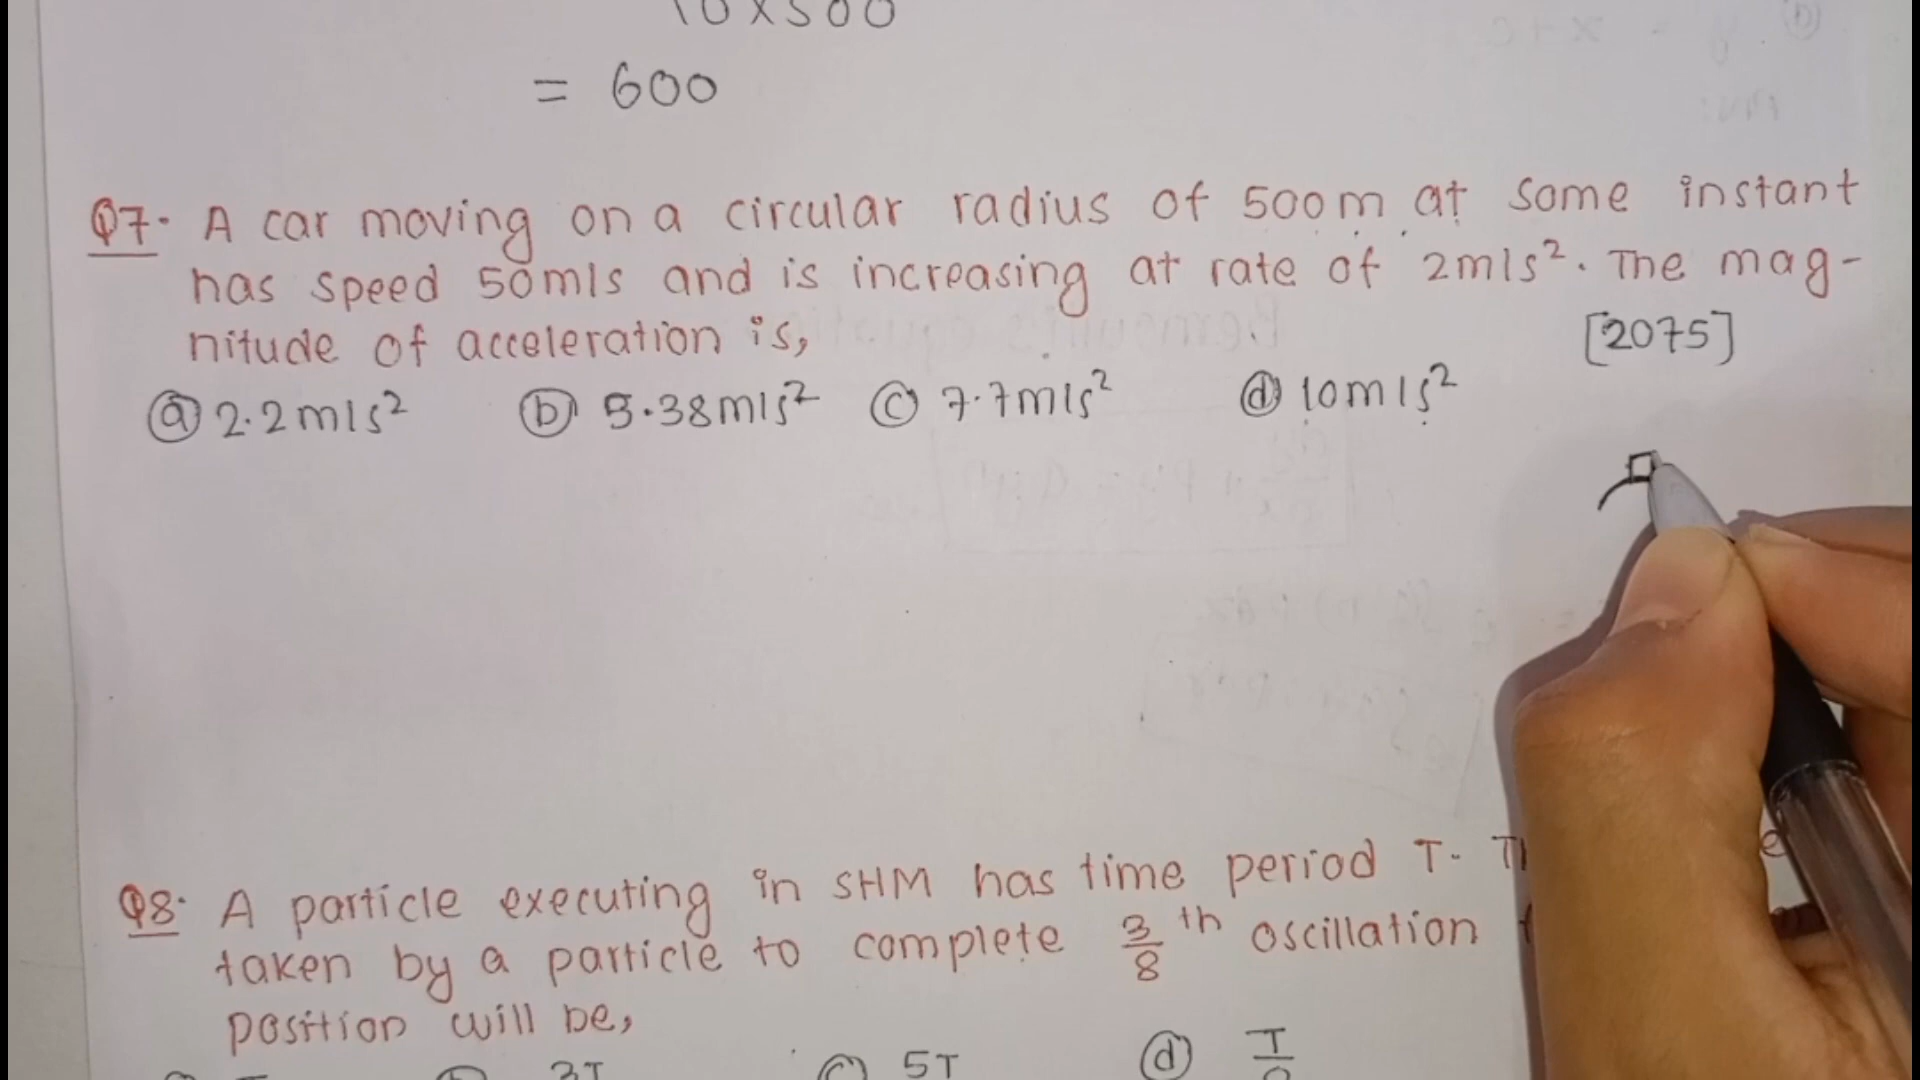 10 x 500
= 600
Q7. A car moving on a circular radius of 500m at some instant
has speed 50m/s and is increasing at rate of 2m/s². The mag-
nitude of acceleration is,
[2075]
ⓐ 2.2m/s² ⓑ 5.38m/s² ⓒ 7.7m/s² ⓓ 10m/s²
Q8. A particle executing in SHM has time period T.
taken by a particle to complete 3/8 th oscillation
position will be,
ⓒ 5T ⓓ T